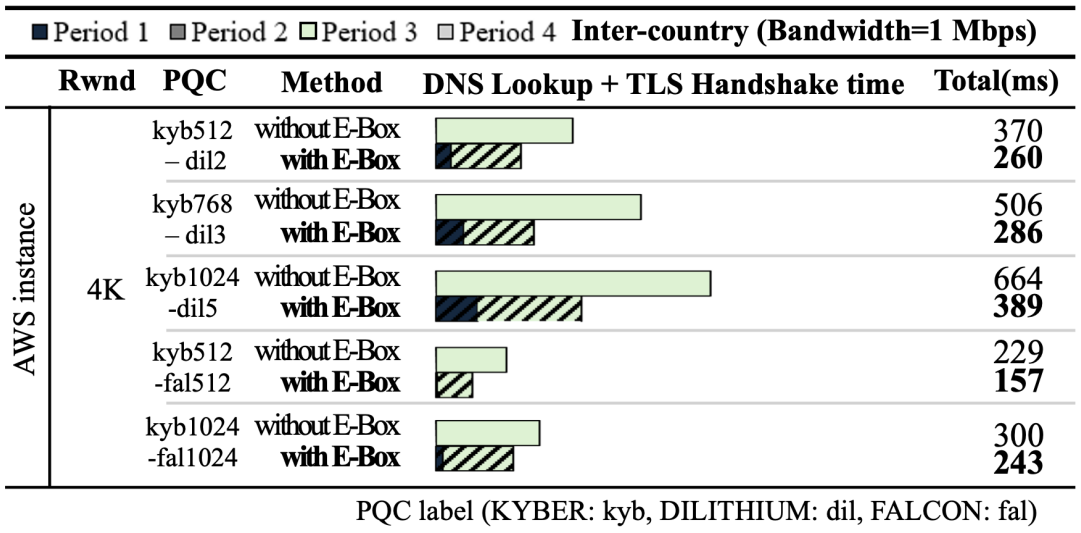 Period 1 Period 2 Period 3 Period 4 Inter-country (Bandwidth=1 Mbps)
Rwnd PQC Method DNS Lookup + TLS Handshake time Total(ms)
AWS instance
4K
kyb512 without E-Box 370
– dil2 with E-Box 260
kyb768 without E-Box 506
– dil3 with E-Box 286
kyb1024 without E-Box 664
-dil5 with E-Box 389
kyb512 without E-Box 229
-fal512 with E-Box 157
kyb1024 without E-Box 300
-fal1024 with E-Box 243
PQC label (KYBER: kyb, DILITHIUM: dil, FALCON: fal)